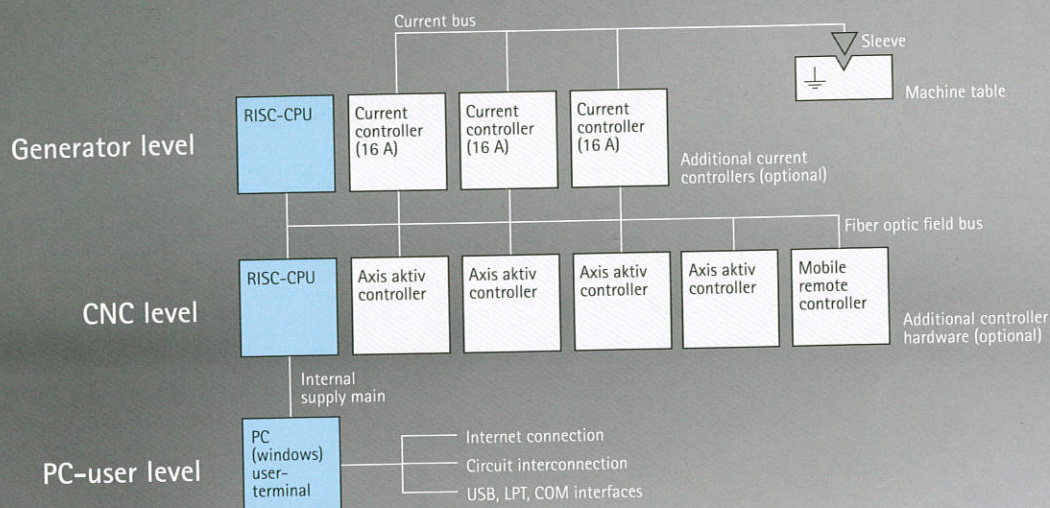 Current bus
Sleeve
Machine table
Generator level
RISC-CPU
Current
controller
(16 A)
Current
controller
(16 A)
Current
controller
(16 A)
Additional current
controllers (optional)
Fiber optic field bus
CNC level
RISC-CPU
Axis aktiv
controller
Axis aktiv
controller
Axis aktiv
controller
Axis aktiv
controller
Mobile
remote
controller
Additional controller
hardware (optional)
Internal
supply main
PC-user level
PC
(windows)
user-
terminal
Internet connection
Circuit interconnection
USB, LPT, COM interfaces